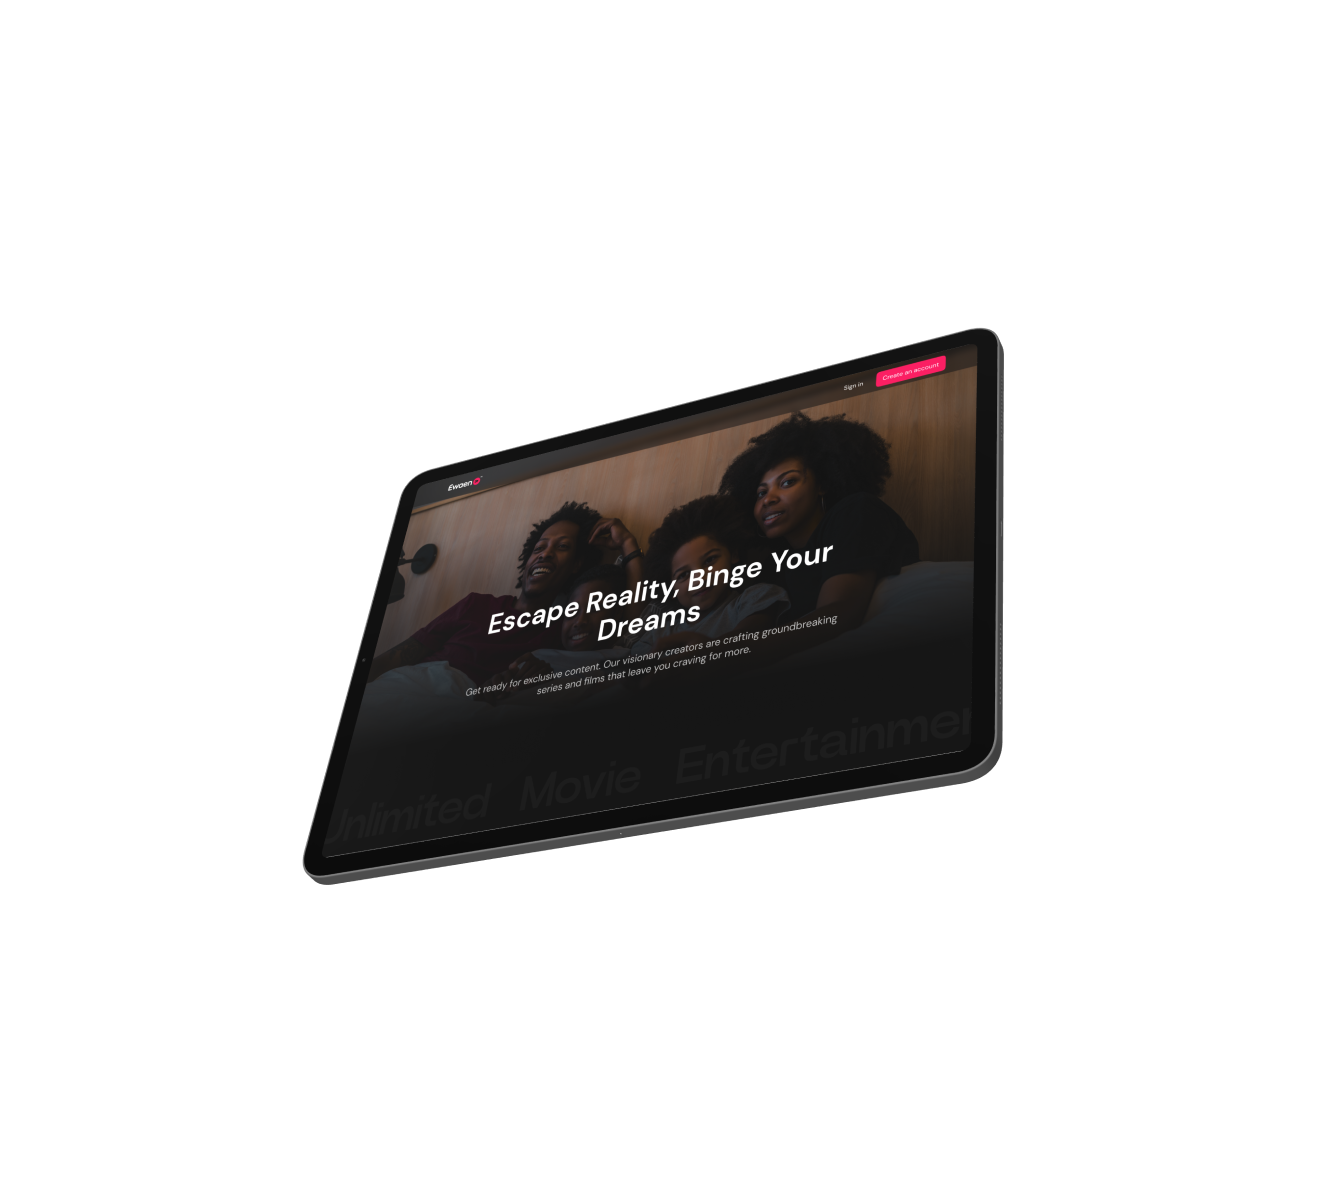 Ewaen
Sign in
Create an account
Escape Reality, Binge Your
Dreams
Get ready for exclusive content. Our visionary creators are crafting groundbreaking
series and films that leave you craving for more.
Unlimited Movie Entertainmen